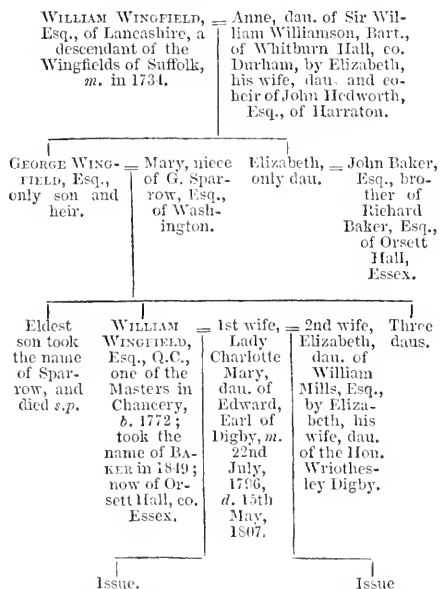 WILLIAM WINGFIELD,
Esq., of Lancashire, a
descendant of the
Wingfields of Suffolk,
m. in 1734.
=
Anne, dau. of Sir Wil-
liam Williamson, Bart.,
of Whitburn Hall, co.
Durham, by Elizabeth,
his wife, dau. and co-
heir of John Hedworth,
Esq., of Harraton.
GEORGE WING-
FIELD, Esq.,
only son and
heir.
=
Mary, niece
of G. Spar-
row, Esq.,
of Wash-
ington.
Elizabeth,
only dau.
=
John Baker,
Esq., bro-
ther of
Richard
Baker, Esq.,
of Orsett
Hall,
Essex.
Eldest
son took
the name
of Spar-
row, and
died s.p.
WILLIAM
WINGFIELD,
Esq., Q.C.,
one of the
Masters in
Chancery,
b. 1772;
took the
name of BA-
KER in 1849;
now of Or-
sett Hall, co.
Essex.
=
1st wife,
Lady
Charlotte
Mary,
dau. of
Edward,
Earl of
Digby, m.
22nd
July,
1796,
d. 15th
May,
1807.
=
2nd wife,
Elizabeth,
dau. of
William
Mills, Esq.,
by Eliza-
beth, his
wife, dau.
of the Hon.
Wriothes-
ley Digby.
Three
daus.
Issue.
Issue